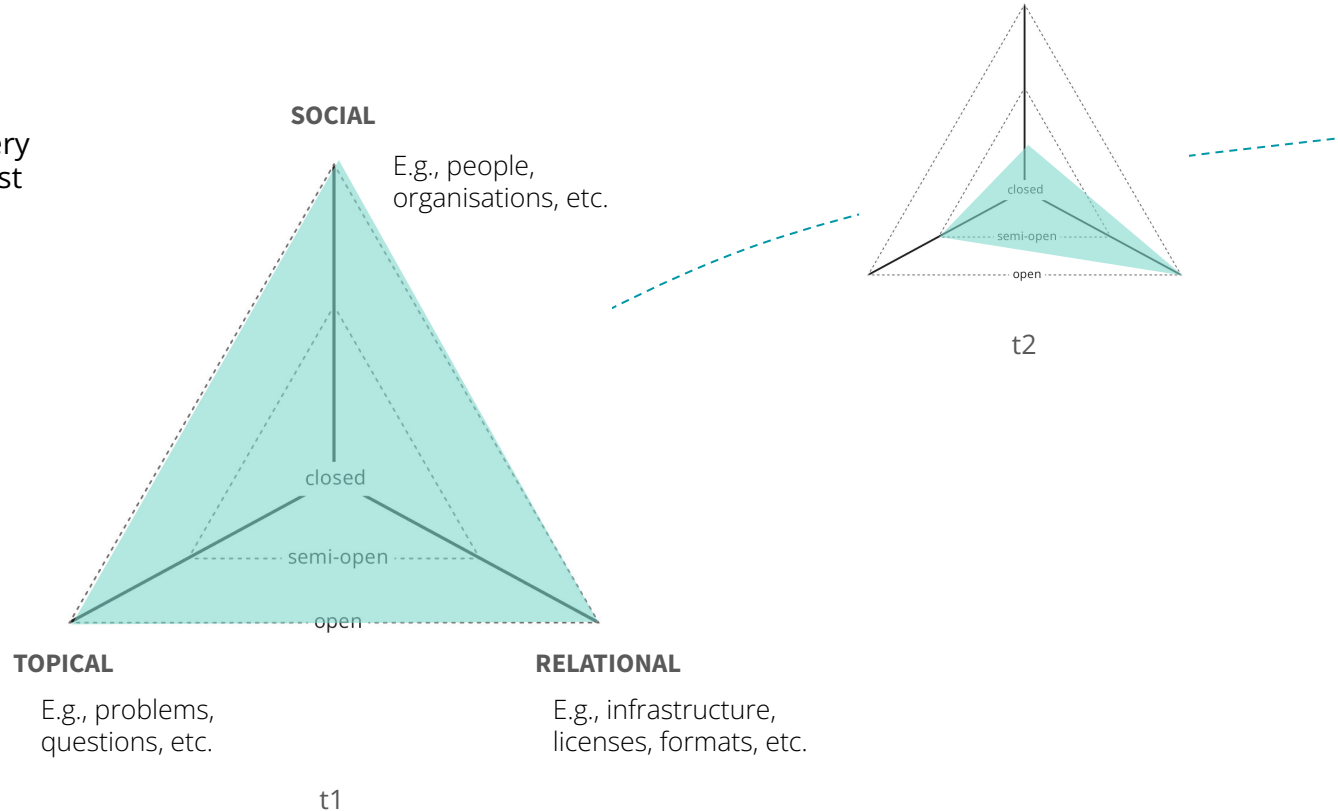 SOCIAL
E.g., people,
organisations, etc.
closed
semi-open
open
TOPICAL
E.g., problems,
questions, etc.
RELATIONAL
E.g., infrastructure,
licenses, formats, etc.
t1
closed
semi-open
open
t2